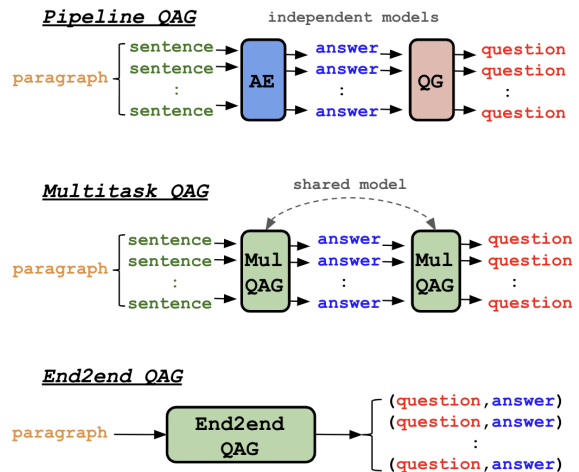 Pipeline QAG
independent models
paragraph
sentence
sentence
:
sentence
AE
answer
answer
:
answer
QG
question
question
:
question
Multitask QAG
shared model
paragraph
sentence
sentence
:
sentence
Mul
QAG
answer
answer
:
answer
Mul
QAG
question
question
:
question
End2end QAG
paragraph
End2end
QAG
(question,answer)
(question,answer)
:
(question,answer)